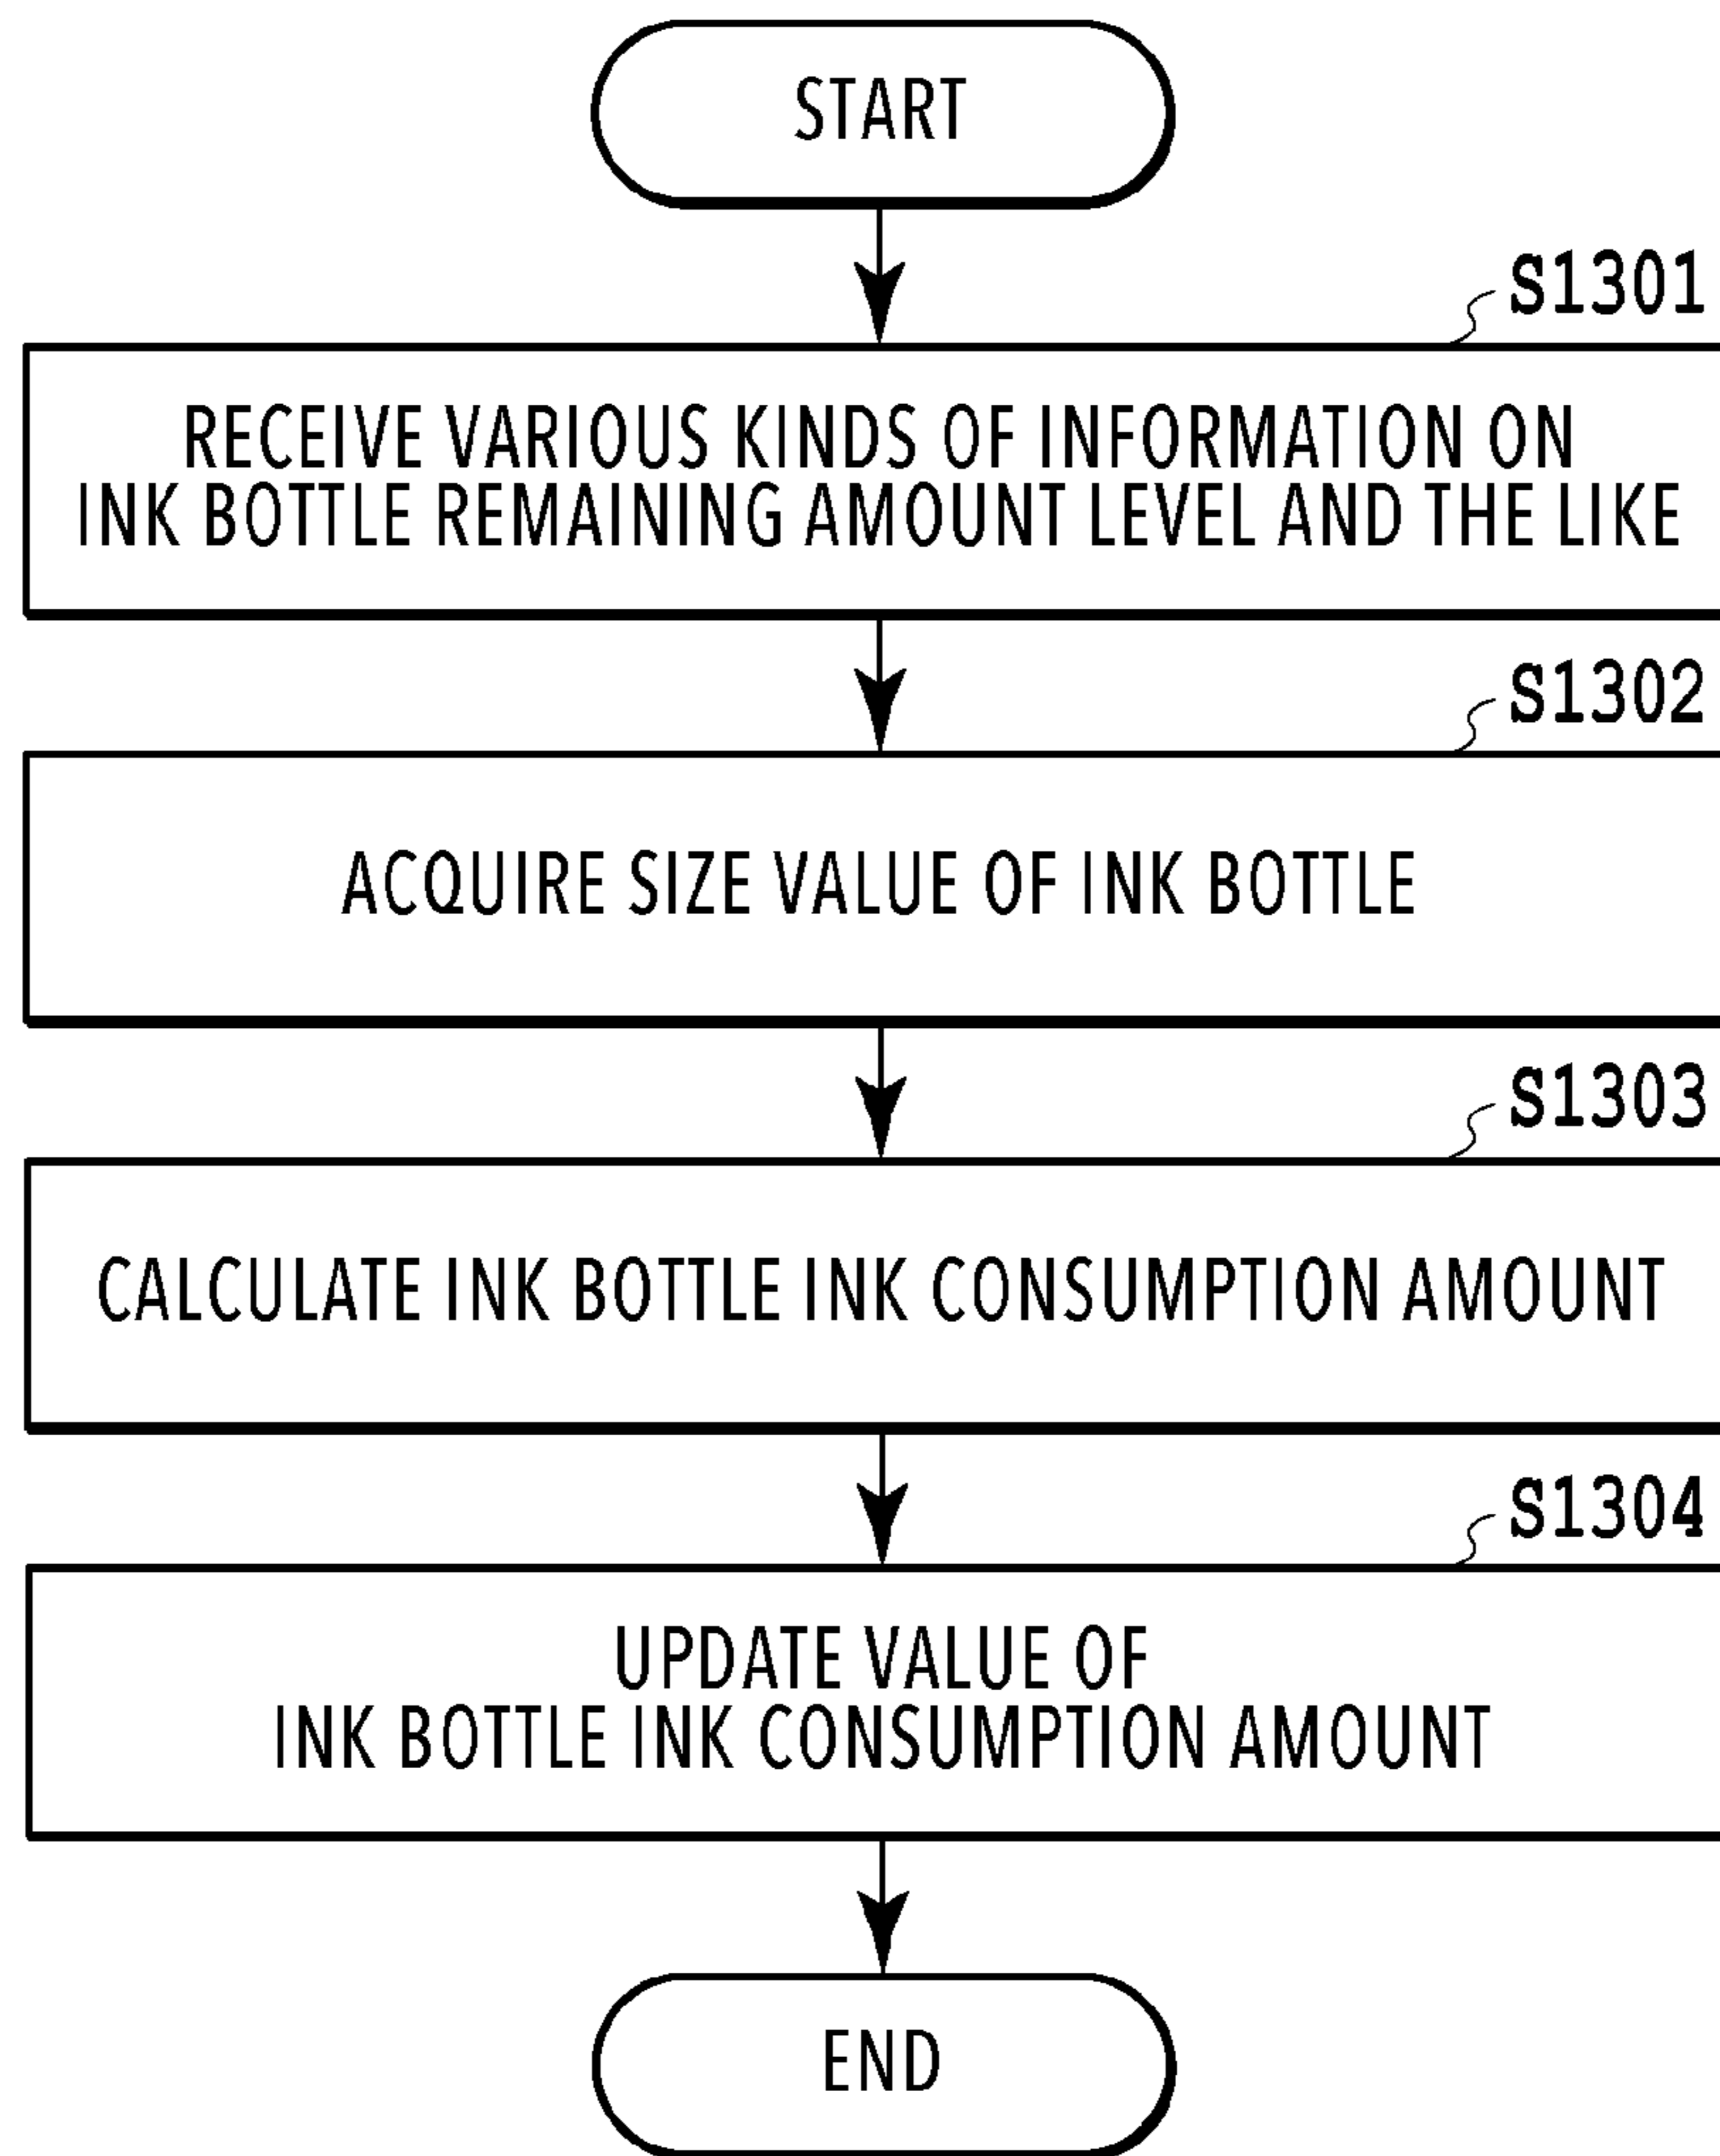 START
S1301
RECEIVE VARIOUS KINDS OF INFORMATION ON
INK BOTTLE REMAINING AMOUNT LEVEL AND THE LIKE
S1302
ACQUIRE SIZE VALUE OF INK BOTTLE
S1303
CALCULATE INK BOTTLE INK CONSUMPTION AMOUNT
S1304
UPDATE VALUE OF
INK BOTTLE INK CONSUMPTION AMOUNT
END